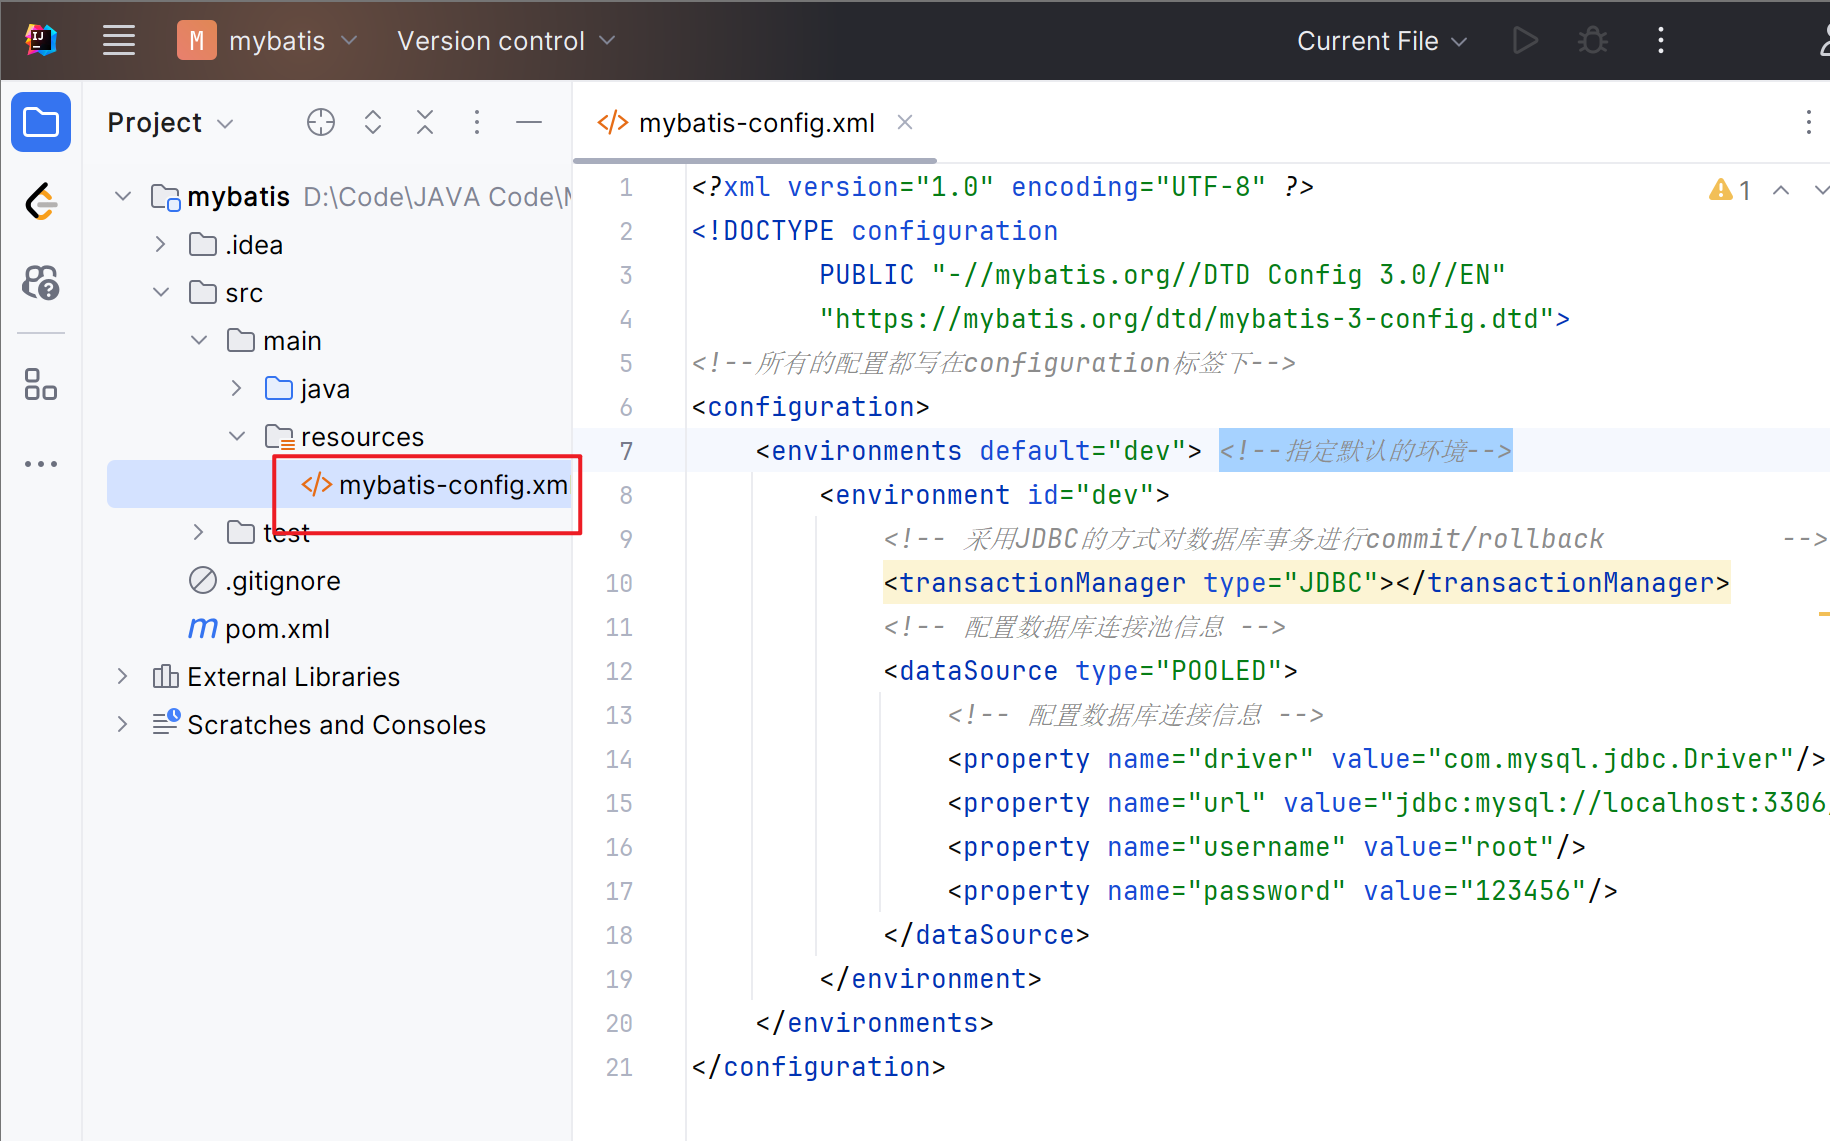 M mybatis
Version control
Current File
Project
mybatis D:\Code\JAVA Code\
.idea
src
main
java
resources
mybatis-config.xm
test
.gitignore
pom.xml
External Libraries
Scratches and Consoles
mybatis-config.xml
1
1 <?xml version="1.0" encoding="UTF-8" ?>
2 <!DOCTYPE configuration
3 PUBLIC "-//mybatis.org//DTD Config 3.0//EN"
4 "https://mybatis.org/dtd/mybatis-3-config.dtd">
5 <!--所有的配置都写在configuration标签下-->
6 <configuration>
7 <environments default="dev"> <!--指定默认的环境-->
8 <environment id="dev">
9 <!-- 采用JDBC的方式对数据库事务进行commit/rollback -->
10 <transactionManager type="JDBC"></transactionManager>
11 <!-- 配置数据库连接池信息 -->
12 <dataSource type="POOLED">
13 <!-- 配置数据库连接信息 -->
14 <property name="driver" value="com.mysql.jdbc.Driver"/>
15 <property name="url" value="jdbc:mysql://localhost:3306/
16 <property name="username" value="root"/>
17 <property name="password" value="123456"/>
18 </dataSource>
19 </environment>
20 </environments>
21 </configuration>